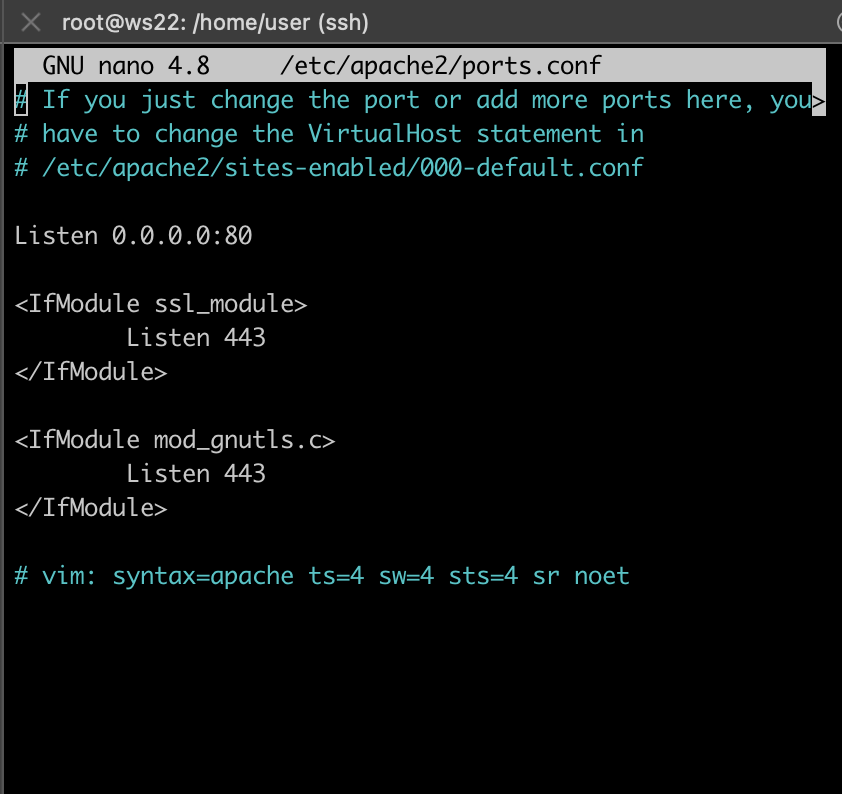 root@ws22: /home/user (ssh)
GNU nano 4.8 /etc/apache2/ports.conf
# If you just change the port or add more ports here, you>
# have to change the VirtualHost statement in
# /etc/apache2/sites-enabled/000-default.conf
Listen 0.0.0.0:80
<IfModule ssl_module>
Listen 443
</IfModule>
<IfModule mod_gnutls.c>
Listen 443
</IfModule>
# vim: syntax=apache ts=4 sw=4 sts=4 sr noet